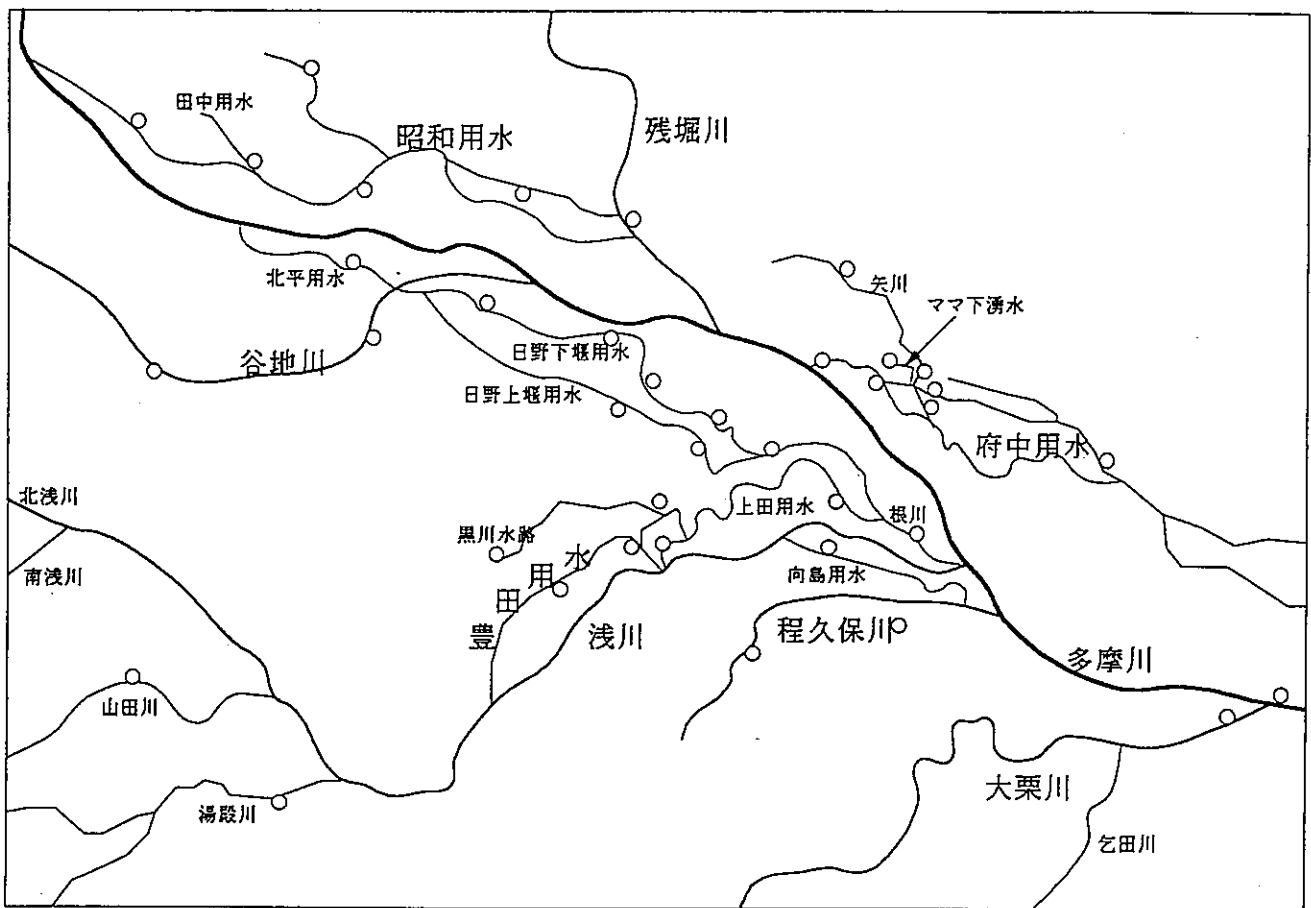 田中用水
昭和用水
残堀川
北平用水
矢川
ママ下湧水
谷地川
日野下堰用水
日野上堰用水
府中用水
北浅川
上田用水
根川
黒川水路
南浅川
豊田用水
向島用水
浅川
程久保川
多摩川
山田川
大栗川
湯殿川
乞田川